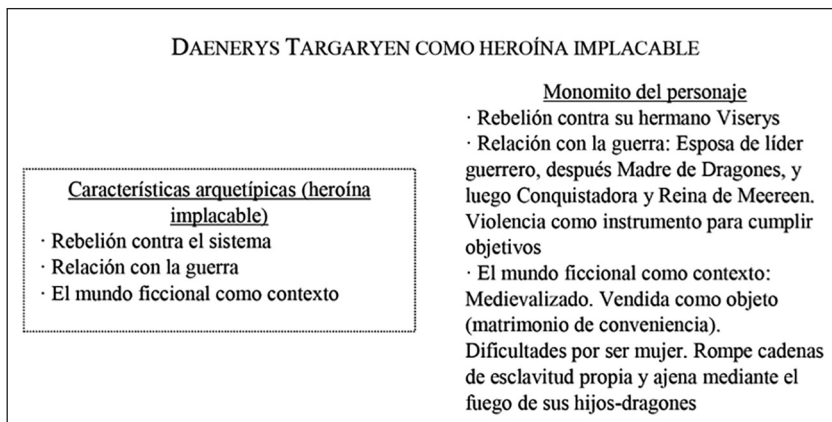 DAENERYS TARGARYEN COMO HEROÍNA IMPLACABLE
Características arquetípicas (heroína
implacable)
· Rebelión contra el sistema
· Relación con la guerra
· El mundo ficcional como contexto
Monomito del personaje
· Rebelión contra su hermano Viserys
· Relación con la guerra: Esposa de líder
guerrero, después Madre de Dragones, y
luego Conquistadora y Reina de Meereen.
Violencia como instrumento para cumplir
objetivos
· El mundo ficcional como contexto:
Medievalizado. Vendida como objeto
(matrimonio de conveniencia).
Dificultades por ser mujer. Rompe cadenas
de esclavitud propia y ajena mediante el
fuego de sus hijos-dragones